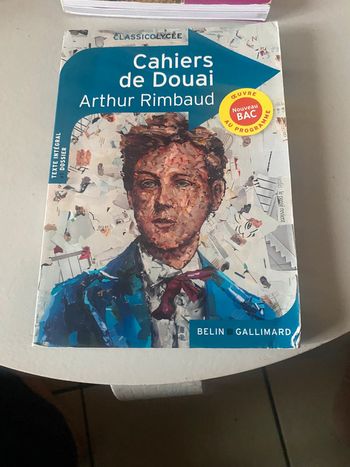 CLASSICOLYCÉE
Cahiers
de Douai
Arthur Rimbaud
ŒUVRE
Nouveau
BAC
AU PROGRAMME
TEXTE INTÉGRAL
DOSSIER
BELIN GALLIMARD